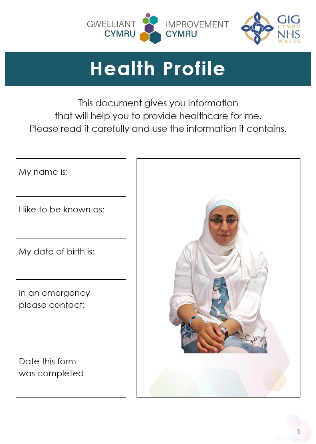 GWELLIANT IMPROVEMENT
CYMRU CYMRU
GIG
CYMRU
NHS
WALES
Health Profile
This document gives you information
that will help you to provide healthcare for me.
Please read it carefully and use the information it contains.
My name is:
I like to be known as:
My date of birth is:
In an emergency
please contact:
Date this form
was completed
1